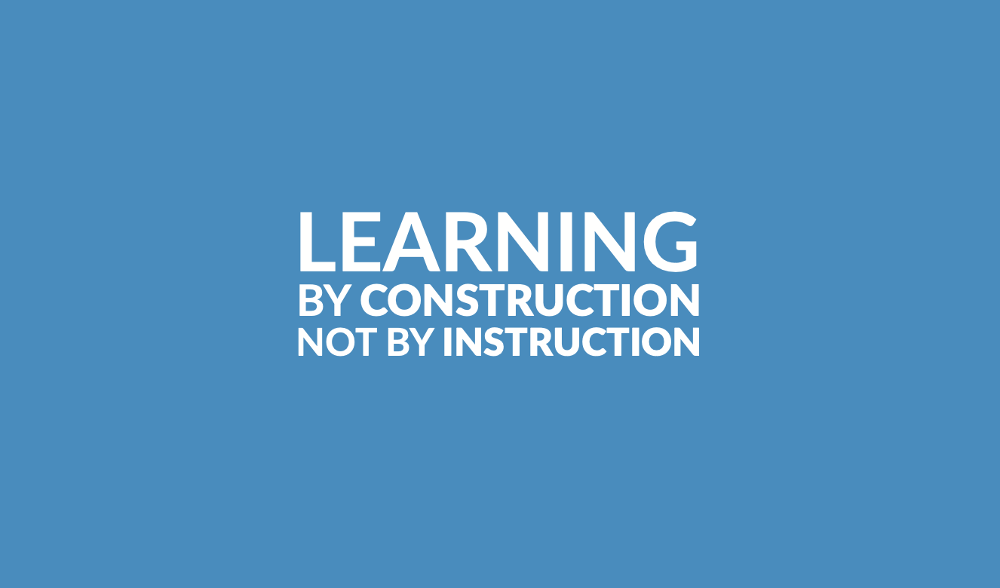 LEARNING
BY CONSTRUCTION
NOT BY INSTRUCTION